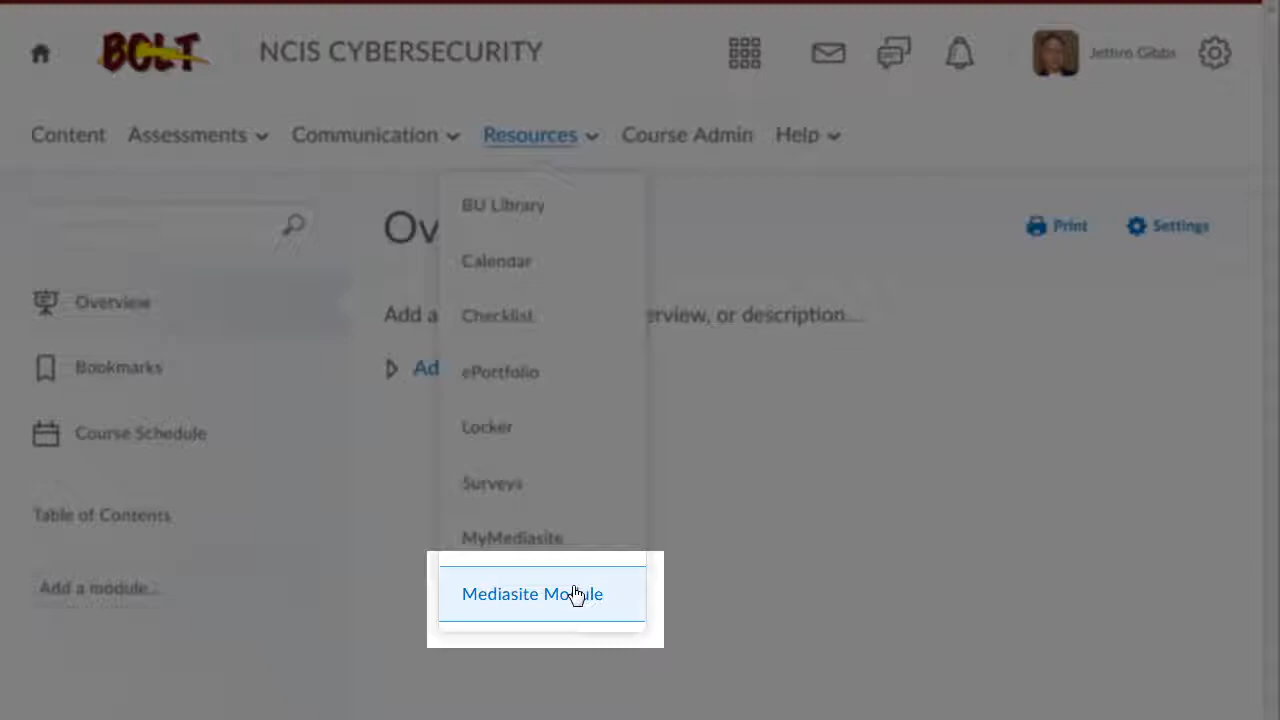 BOLT
NCIS CYBERSECURITY
Jethro Gibbs
Content Assessments Communication Resources Course Admin Help
BU Library
Ov
Print
Settings
Calendar
Overview
Add a
Checklist
erview, or description...
Bookmarks
Ad
ePortfolio
Locker
Course Schedule
Surveys
Table of Contents
MyMediasite
Add a module...
Mediasite Module